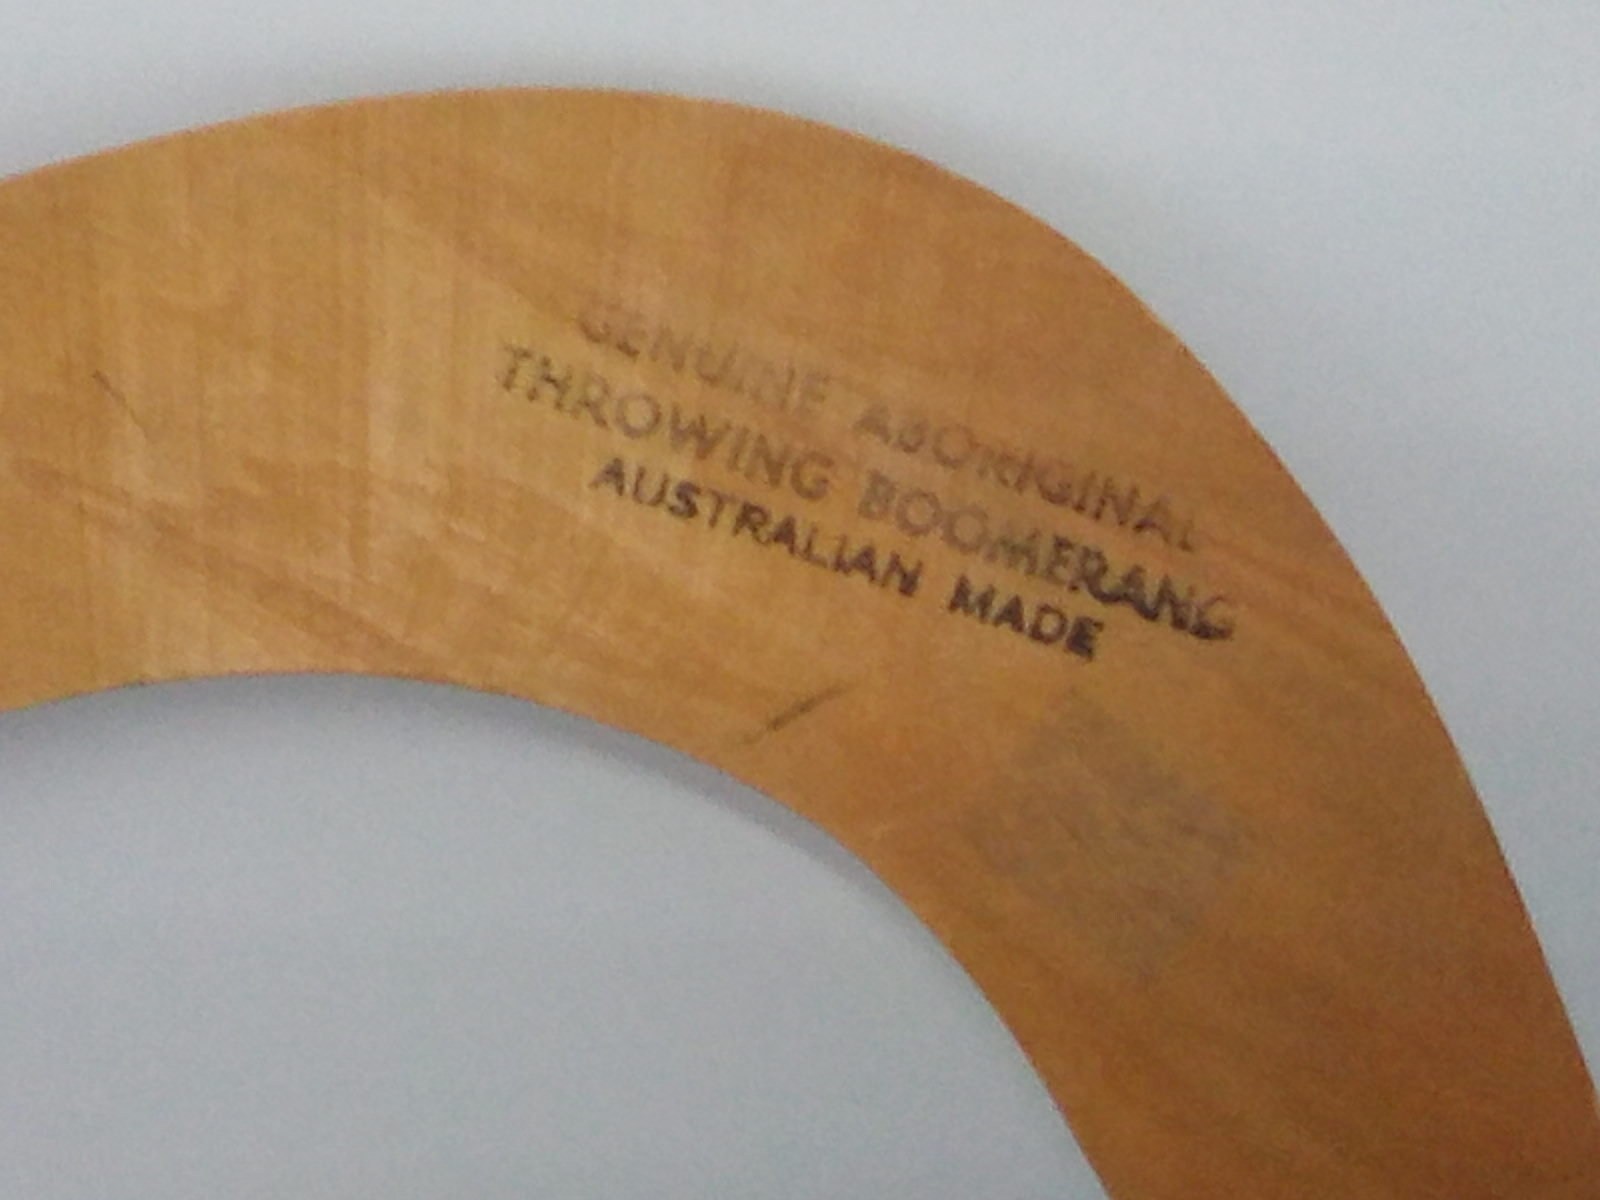 GENUINE ABORIGINAL
THROWING BOOMERANG
AUSTRALIAN MADE